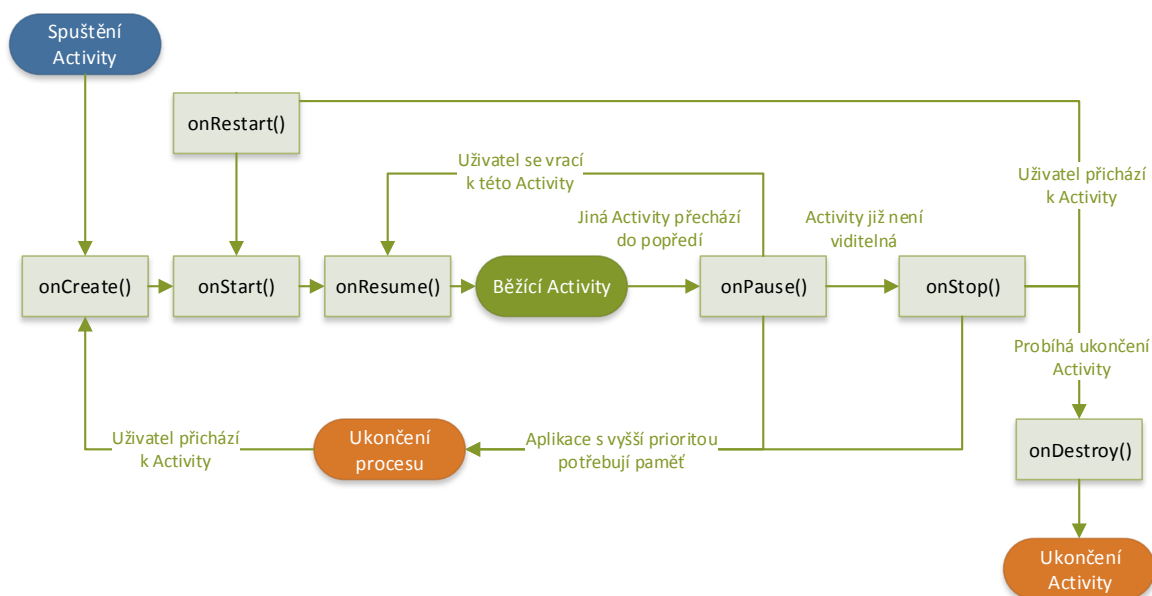 Spuštění
Activity
onRestart()
Uživatel se vrací
k této Activity
Uživatel přichází
k Activity
Jiná Activity přechází
do popředí
Activity již není
viditelná
onCreate()
onStart()
onResume()
Běžící Activity
onPause()
onStop()
Probíhá ukončení
Activity
Uživatel přichází
k Activity
Ukončení
procesu
Aplikace s vyšší prioritou
potřebují paměť
onDestroy()
Ukončení
Activity